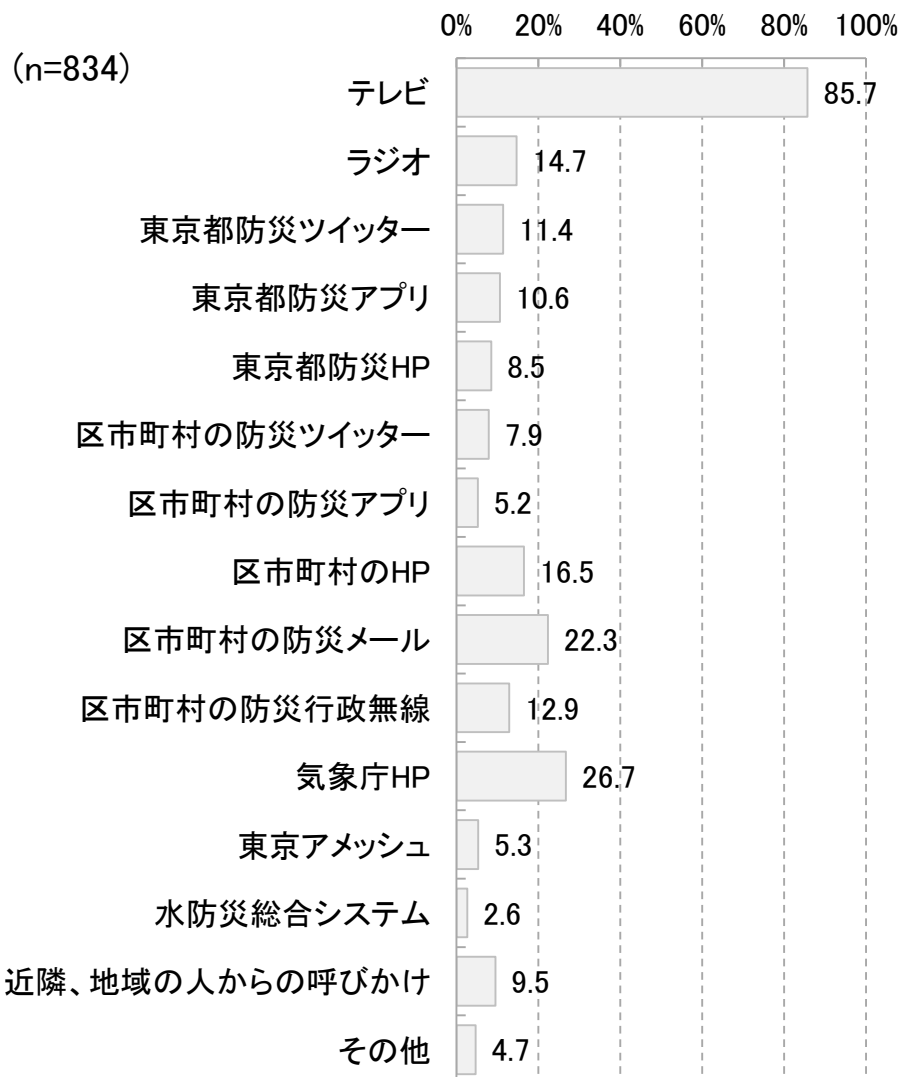 0% 20% 40% 60% 80% 100%
(n=834)
テレビ 85.7
ラジオ 14.7
東京都防災ツイッター 11.4
東京都防災アプリ 10.6
東京都防災HP 8.5
区市町村の防災ツイッター 7.9
区市町村の防災アプリ 5.2
区市町村のHP 16.5
区市町村の防災メール 22.3
区市町村の防災行政無線 12.9
気象庁HP 26.7
東京アメッシュ 5.3
水防災総合システム 2.6
近隣、地域の人からの呼びかけ 9.5
その他 4.7